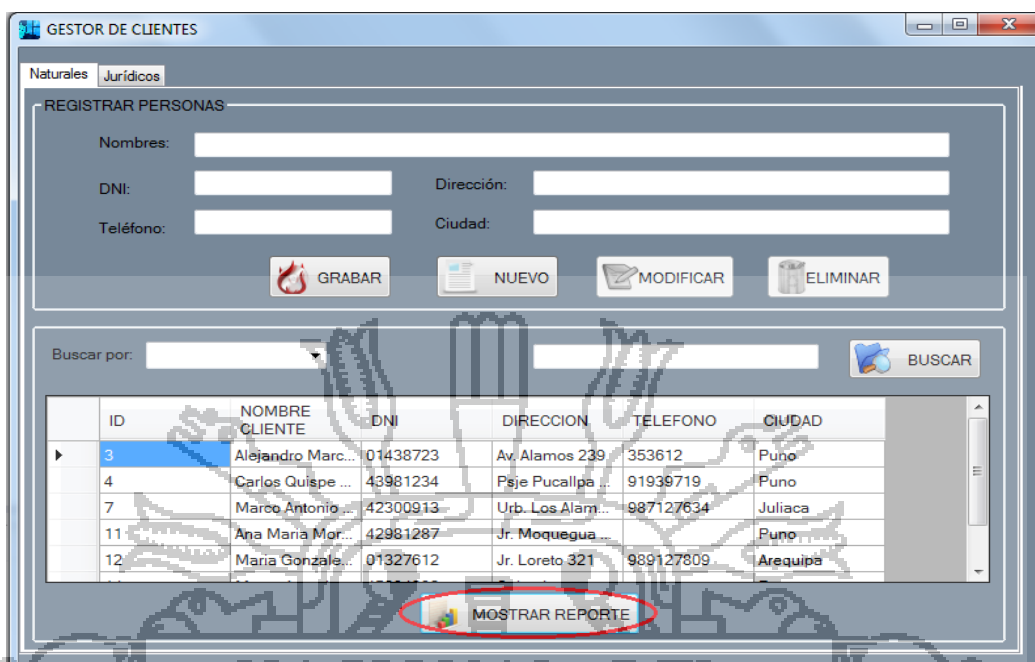 GESTOR DE CLIENTES
Naturales Jurídicos
REGISTRAR PERSONAS
Nombres:
DNI: Dirección:
Teléfono: Ciudad:
GRABAR NUEVO MODIFICAR ELIMINAR
Buscar por: BUSCAR
ID NOMBRE CLIENTE DNI DIRECCION TELEFONO CIUDAD
3 Alejandro Marc... 01438723 Av. Alamos 239 353612 Puno
4 Carlos Quispe ... 43981234 Psje Pucallpa ... 91939719 Puno
7 Marco Antonio ... 42300913 Urb. Los Alam... 987127634 Juliaca
11 Ana Maria Mor... 42981287 Jr. Moquegua ... Puno
12 Maria Gonzale... 01327612 Jr. Loreto 321 989127809 Arequipa
MOSTRAR REPORTE